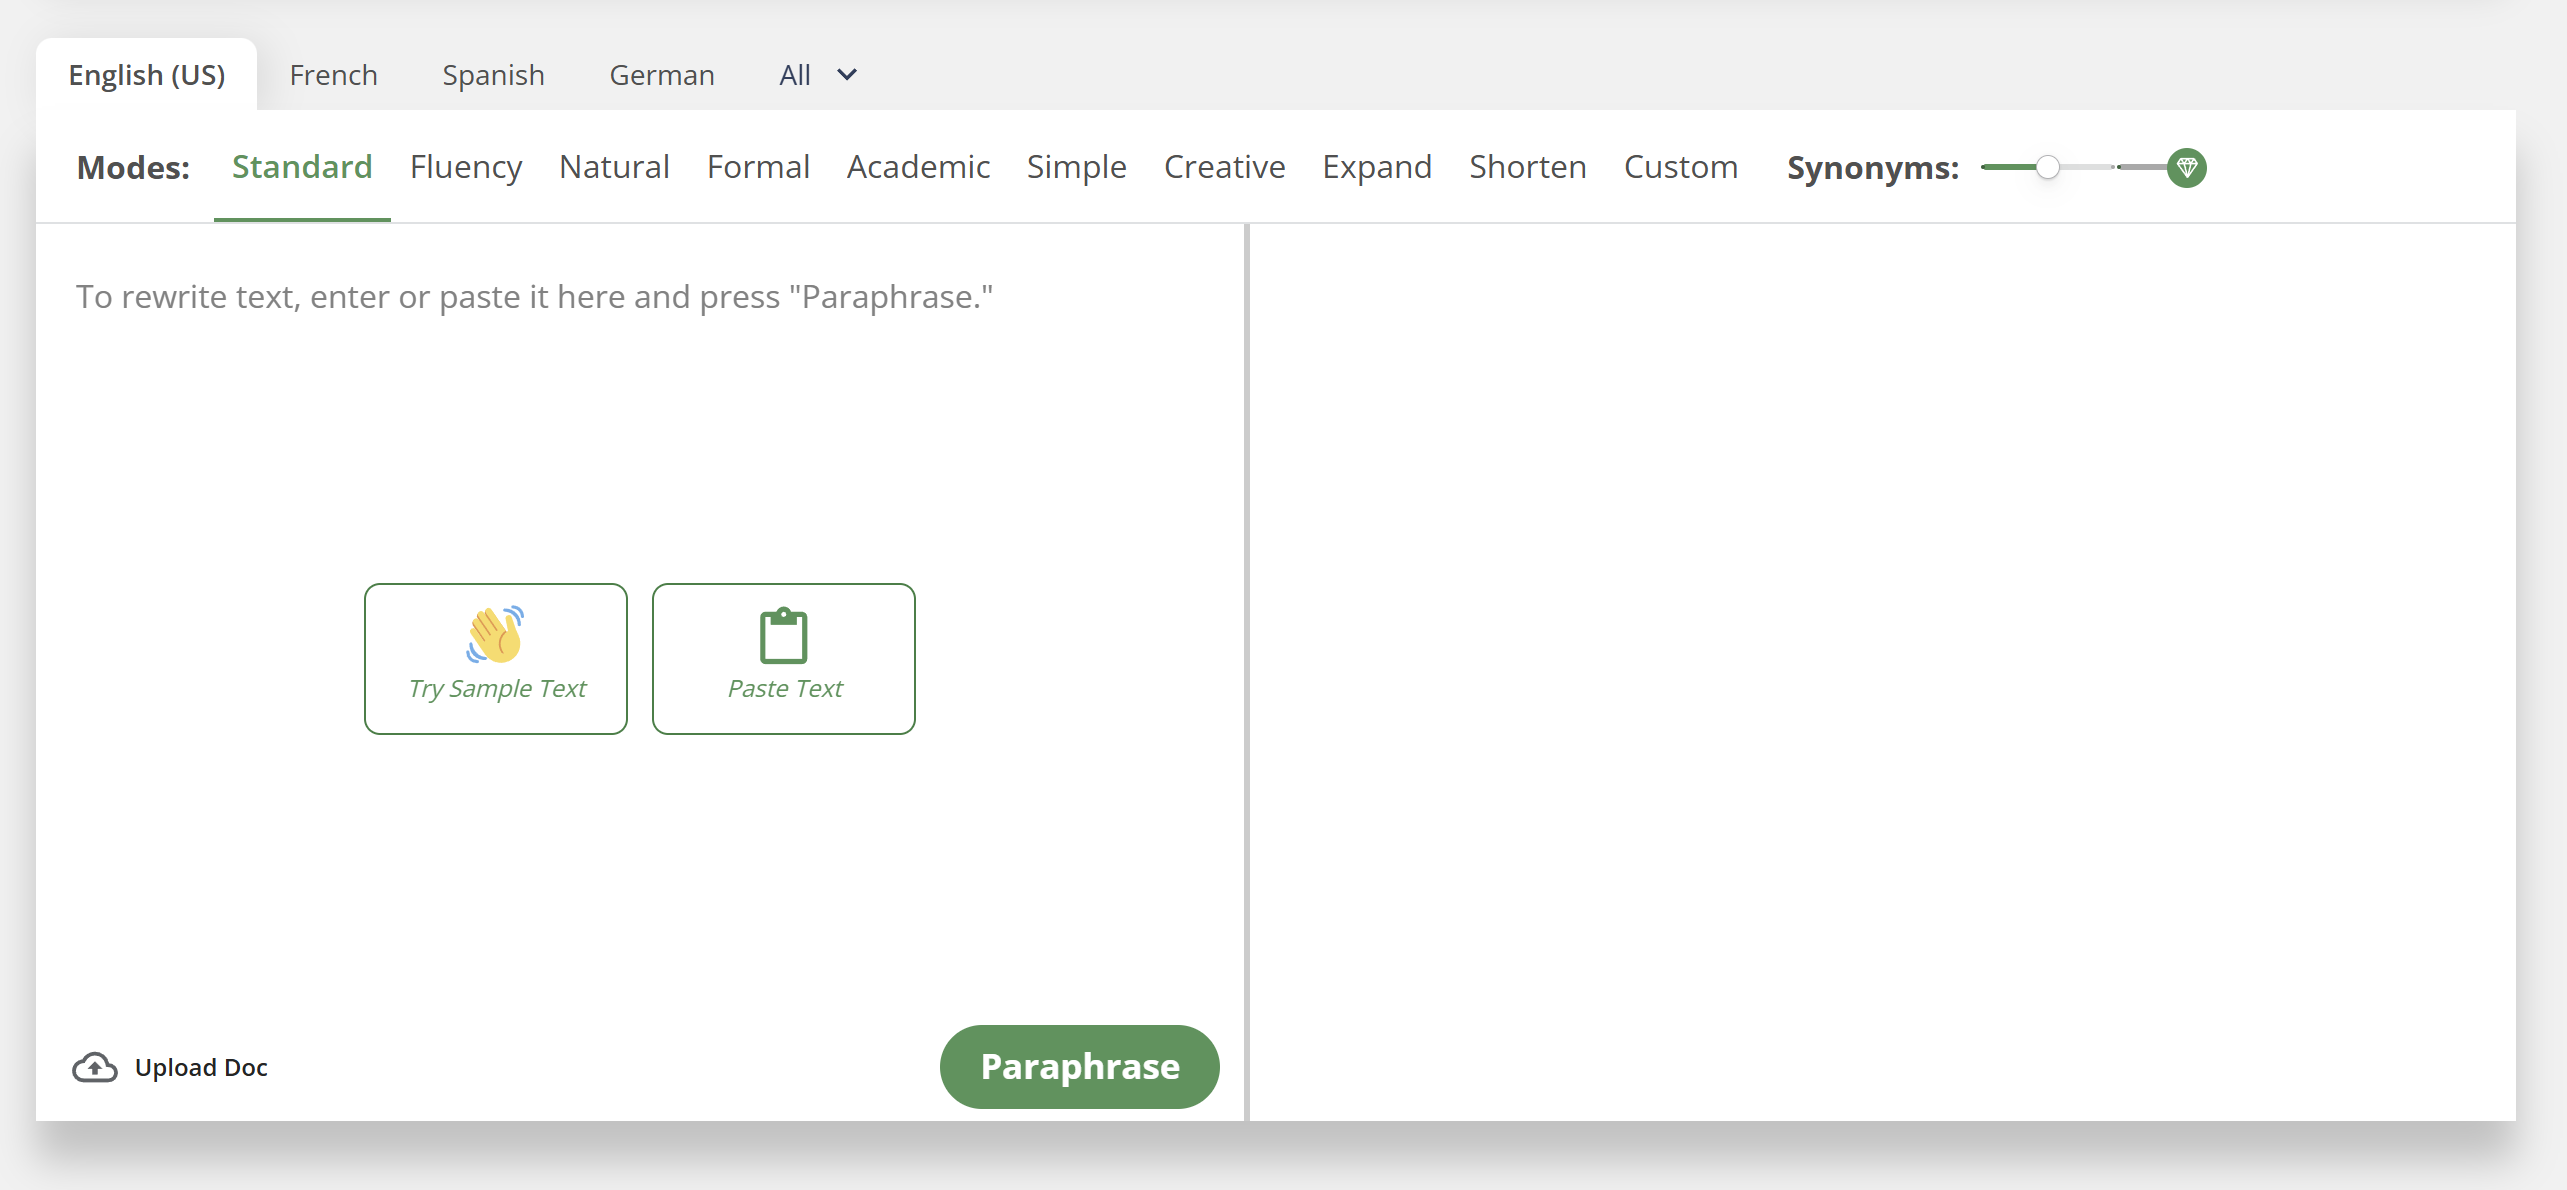 English (US) French Spanish German All
Modes: Standard Fluency Natural Formal Academic Simple Creative Expand Shorten Custom Synonyms:
To rewrite text, enter or paste it here and press "Paraphrase."
Try Sample Text Paste Text
Upload Doc Paraphrase